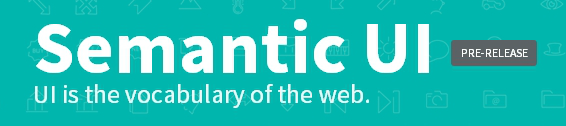 Semantic UI PRE-RELEASE
UI is the vocabulary of the web.